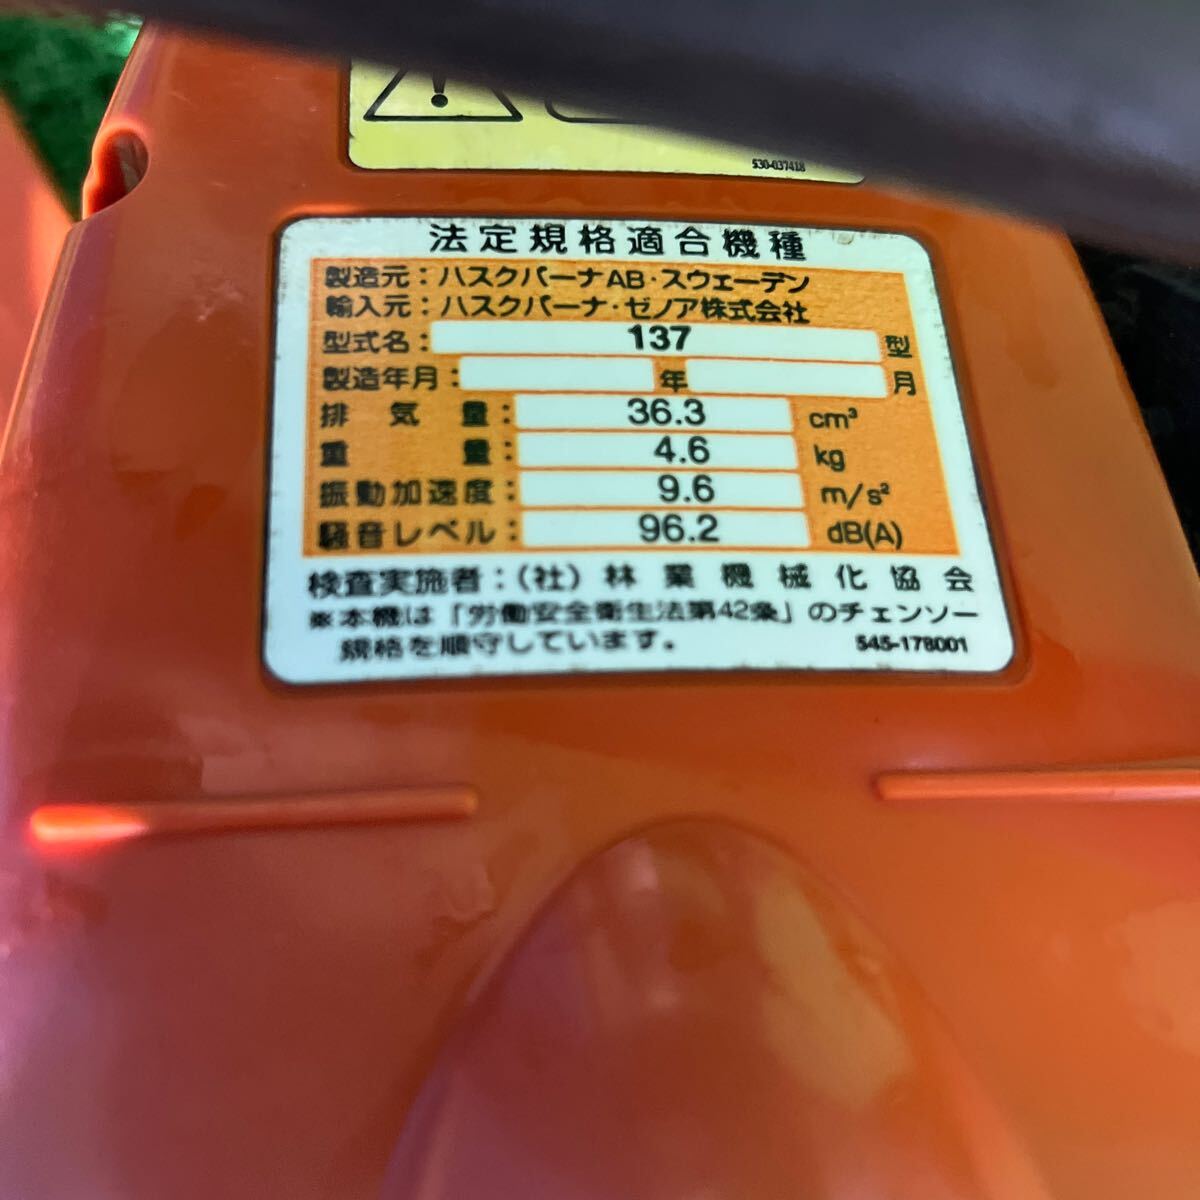 530-037418
法定規格適合機種
製造元：ハスクバーナAB・スウェーデン
輸入元：ハスクバーナ・ゼノア株式会社
型式名： 137 型
製造年月： 年 月
排気量： 36.3 cm³
重量： 4.6 kg
振動加速度： 9.6 m/s²
騒音レベル： 96.2 dB(A)
検査実施者：（社）林業機械化協会
※本機は「労働安全衛生法第42条」のチェンソー
規格を順守しています。 545-178001